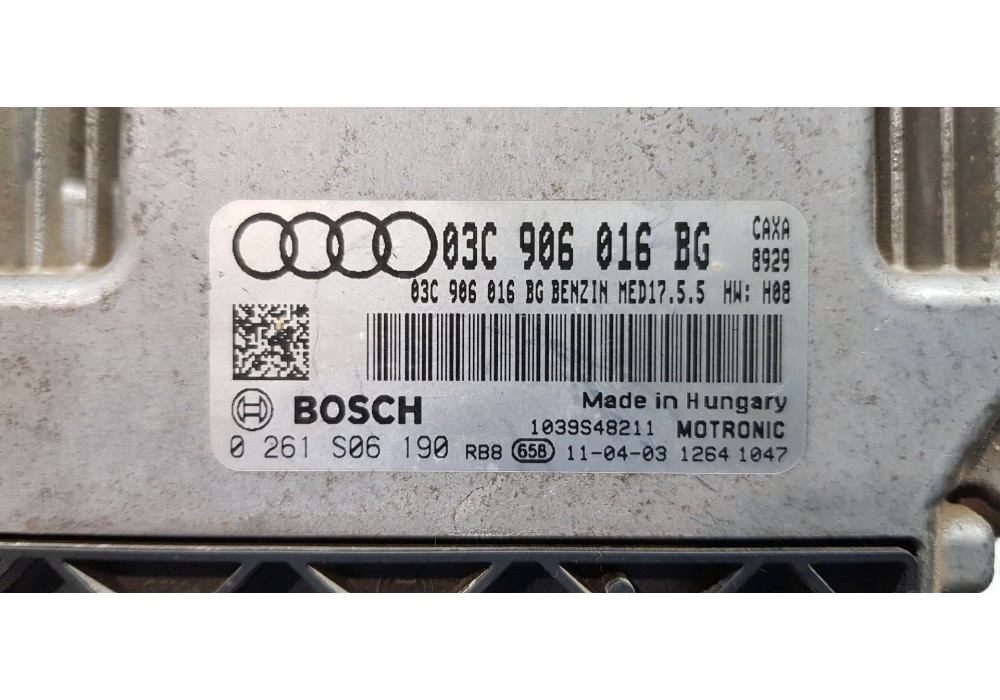 03C 906 016 BG CAXA
8929
03C 906 016 BG BENZIN MED17.5.5 HW: H08
BOSCH
Made in Hungary
1039S48211 MOTRONIC
0 261 S06 190 RB8 658 11-04-03 1264 1047